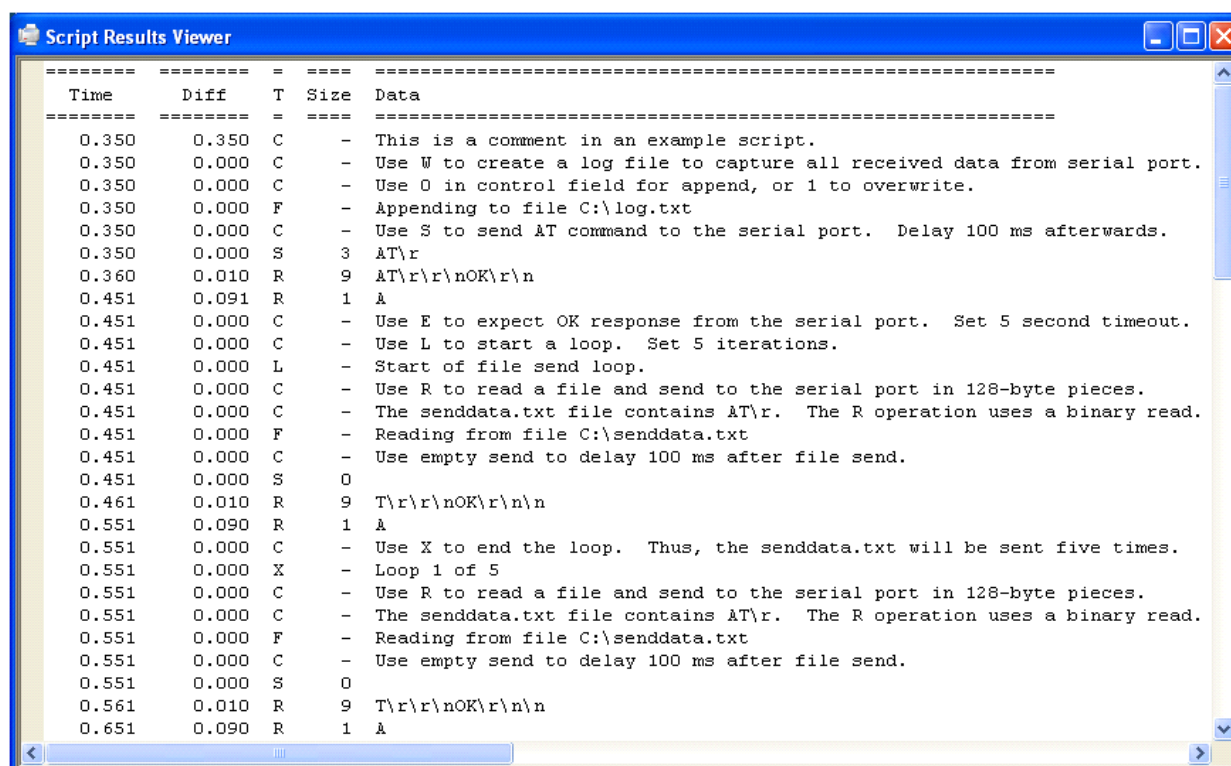 Script Results Viewer
======== ======== = ==== ============================================================
Time Diff T Size Data
======== ======== = ==== ============================================================
0.350 0.350 C - This is a comment in an example script.
0.350 0.000 C - Use W to create a log file to capture all received data from serial port.
0.350 0.000 C - Use 0 in control field for append, or 1 to overwrite.
0.350 0.000 F - Appending to file C:\log.txt
0.350 0.000 C - Use S to send AT command to the serial port.  Delay 100 ms afterwards.
0.350 0.000 S 3 AT\r
0.360 0.010 R 9 AT\r\r\nOK\r\n
0.451 0.091 R 1 A
0.451 0.000 C - Use E to expect OK response from the serial port.  Set 5 second timeout.
0.451 0.000 C - Use L to start a loop.  Set 5 iterations.
0.451 0.000 L - Start of file send loop.
0.451 0.000 C - Use R to read a file and send to the serial port in 128-byte pieces.
0.451 0.000 C - The senddata.txt file contains AT\r.  The R operation uses a binary read.
0.451 0.000 F - Reading from file C:\senddata.txt
0.451 0.000 C - Use empty send to delay 100 ms after file send.
0.451 0.000 S 0
0.461 0.010 R 9 T\r\r\nOK\r\n\n
0.551 0.090 R 1 A
0.551 0.000 C - Use X to end the loop.  Thus, the senddata.txt will be sent five times.
0.551 0.000 X - Loop 1 of 5
0.551 0.000 C - Use R to read a file and send to the serial port in 128-byte pieces.
0.551 0.000 C - The senddata.txt file contains AT\r.  The R operation uses a binary read.
0.551 0.000 F - Reading from file C:\senddata.txt
0.551 0.000 C - Use empty send to delay 100 ms after file send.
0.551 0.000 S 0
0.561 0.010 R 9 T\r\r\nOK\r\n\n
0.651 0.090 R 1 A